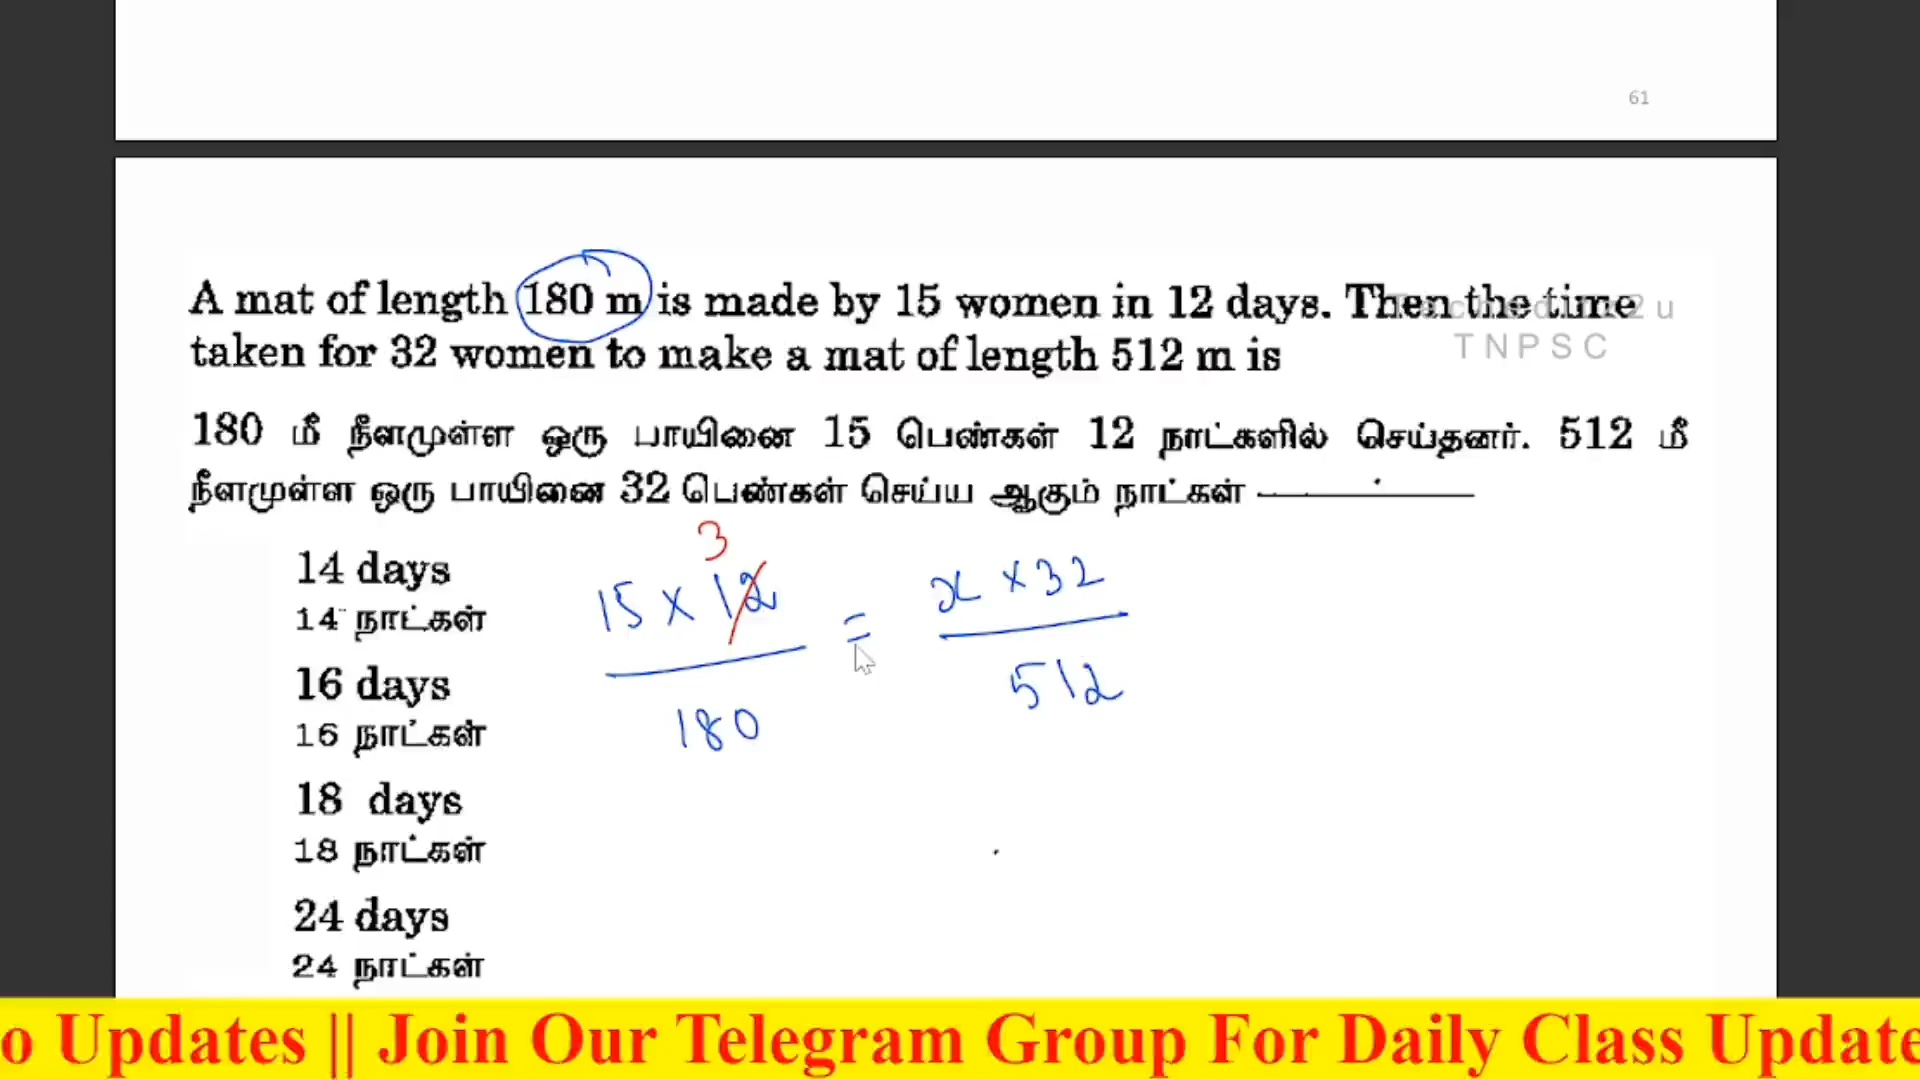 61
A mat of length 180 m is made by 15 women in 12 days. Then the time
taken for 32 women to make a mat of length 512 m is
TNPSC
180 மீ நீளமுள்ள ஒரு பாயினை 15 பெண்கள் 12 நாட்களில் செய்தனர். 512 மீ
நீளமுள்ள ஒரு பாயினை 32 பெண்கள் செய்ய ஆகும் நாட்கள்
14 days
14 நாட்கள்
16 days
16 நாட்கள்
18 days
18 நாட்கள்
24 days
24 நாட்கள்
3
15 x 12 = x x 32
180 512
o Updates || Join Our Telegram Group For Daily Class Update